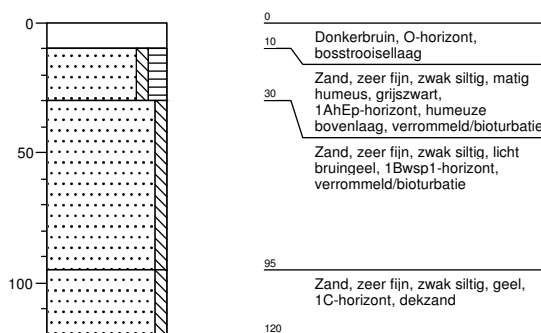 0
50
100
0
Donkerbruin, O-horizont,
bosstrooisellaag
10
Zand, zeer fijn, zwak siltig, matig
humeus, grijszwart,
1AhEp-horizont, humeuze
bovenlaag, verrommeld/bioturbatie
30
Zand, zeer fijn, zwak siltig, licht
bruingeel, 1Bwsp1-horizont,
verrommeld/bioturbatie
95
Zand, zeer fijn, zwak siltig, geel,
1C-horizont, dekzand
120